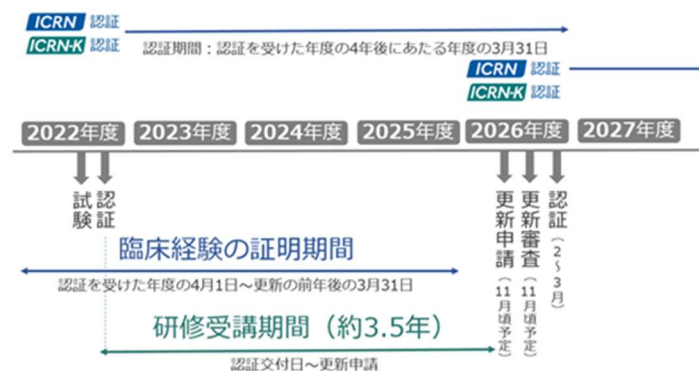 ICRN 認証
ICRN-K 認証
認証期間：認証を受けた年度の4年後にあたる年度の3月31日
ICRN 認証
ICRN-K 認証
2022年度
2023年度
2024年度
2025年度
2026年度
2027年度
試験
認証
更新申請（11月頃予定）
更新審査（11月頃予定）
認証（2～3月）
臨床経験の証明期間
認証を受けた年度の4月1日～更新の前年後の3月31日
研修受講期間（約3.5年）
認証交付日～更新申請